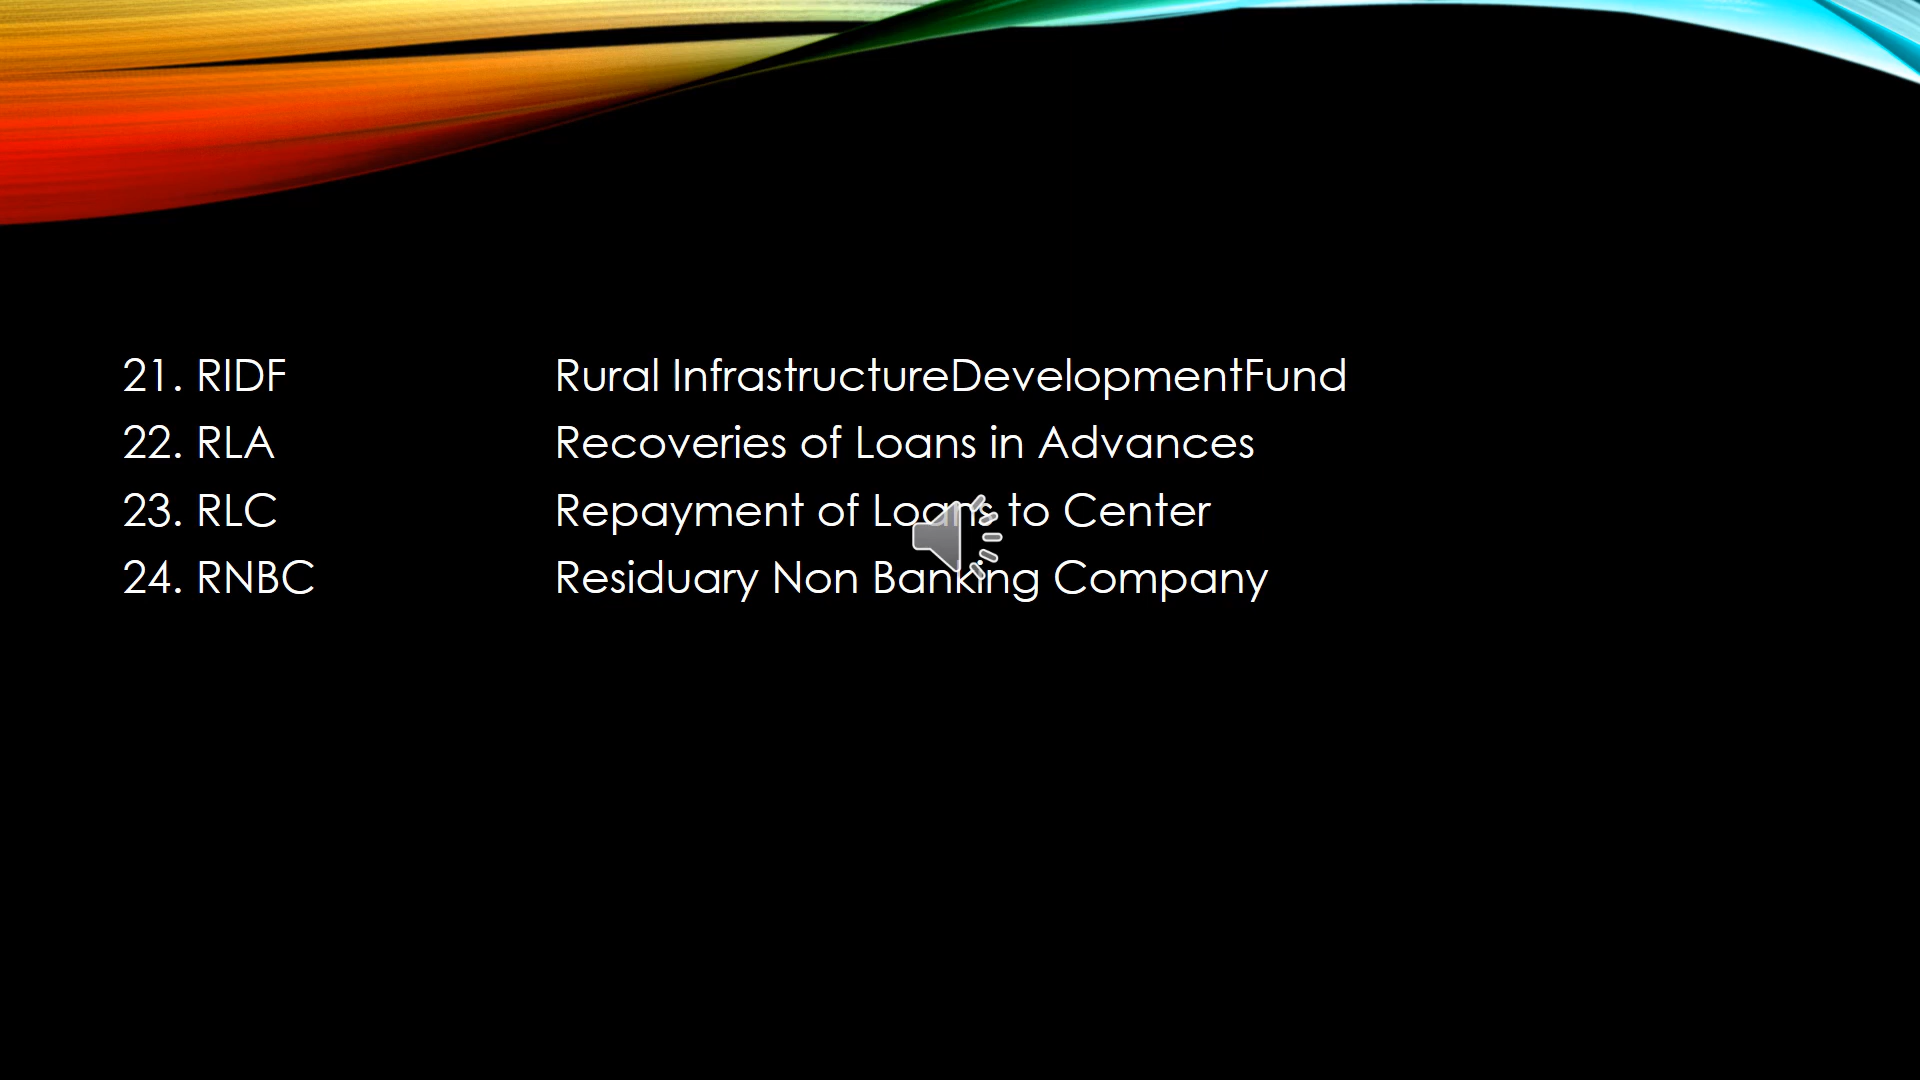 21. RIDF Rural InfrastructureDevelopmentFund
22. RLA Recoveries of Loans in Advances
23. RLC Repayment of Loans to Center
24. RNBC Residuary Non Banking Company